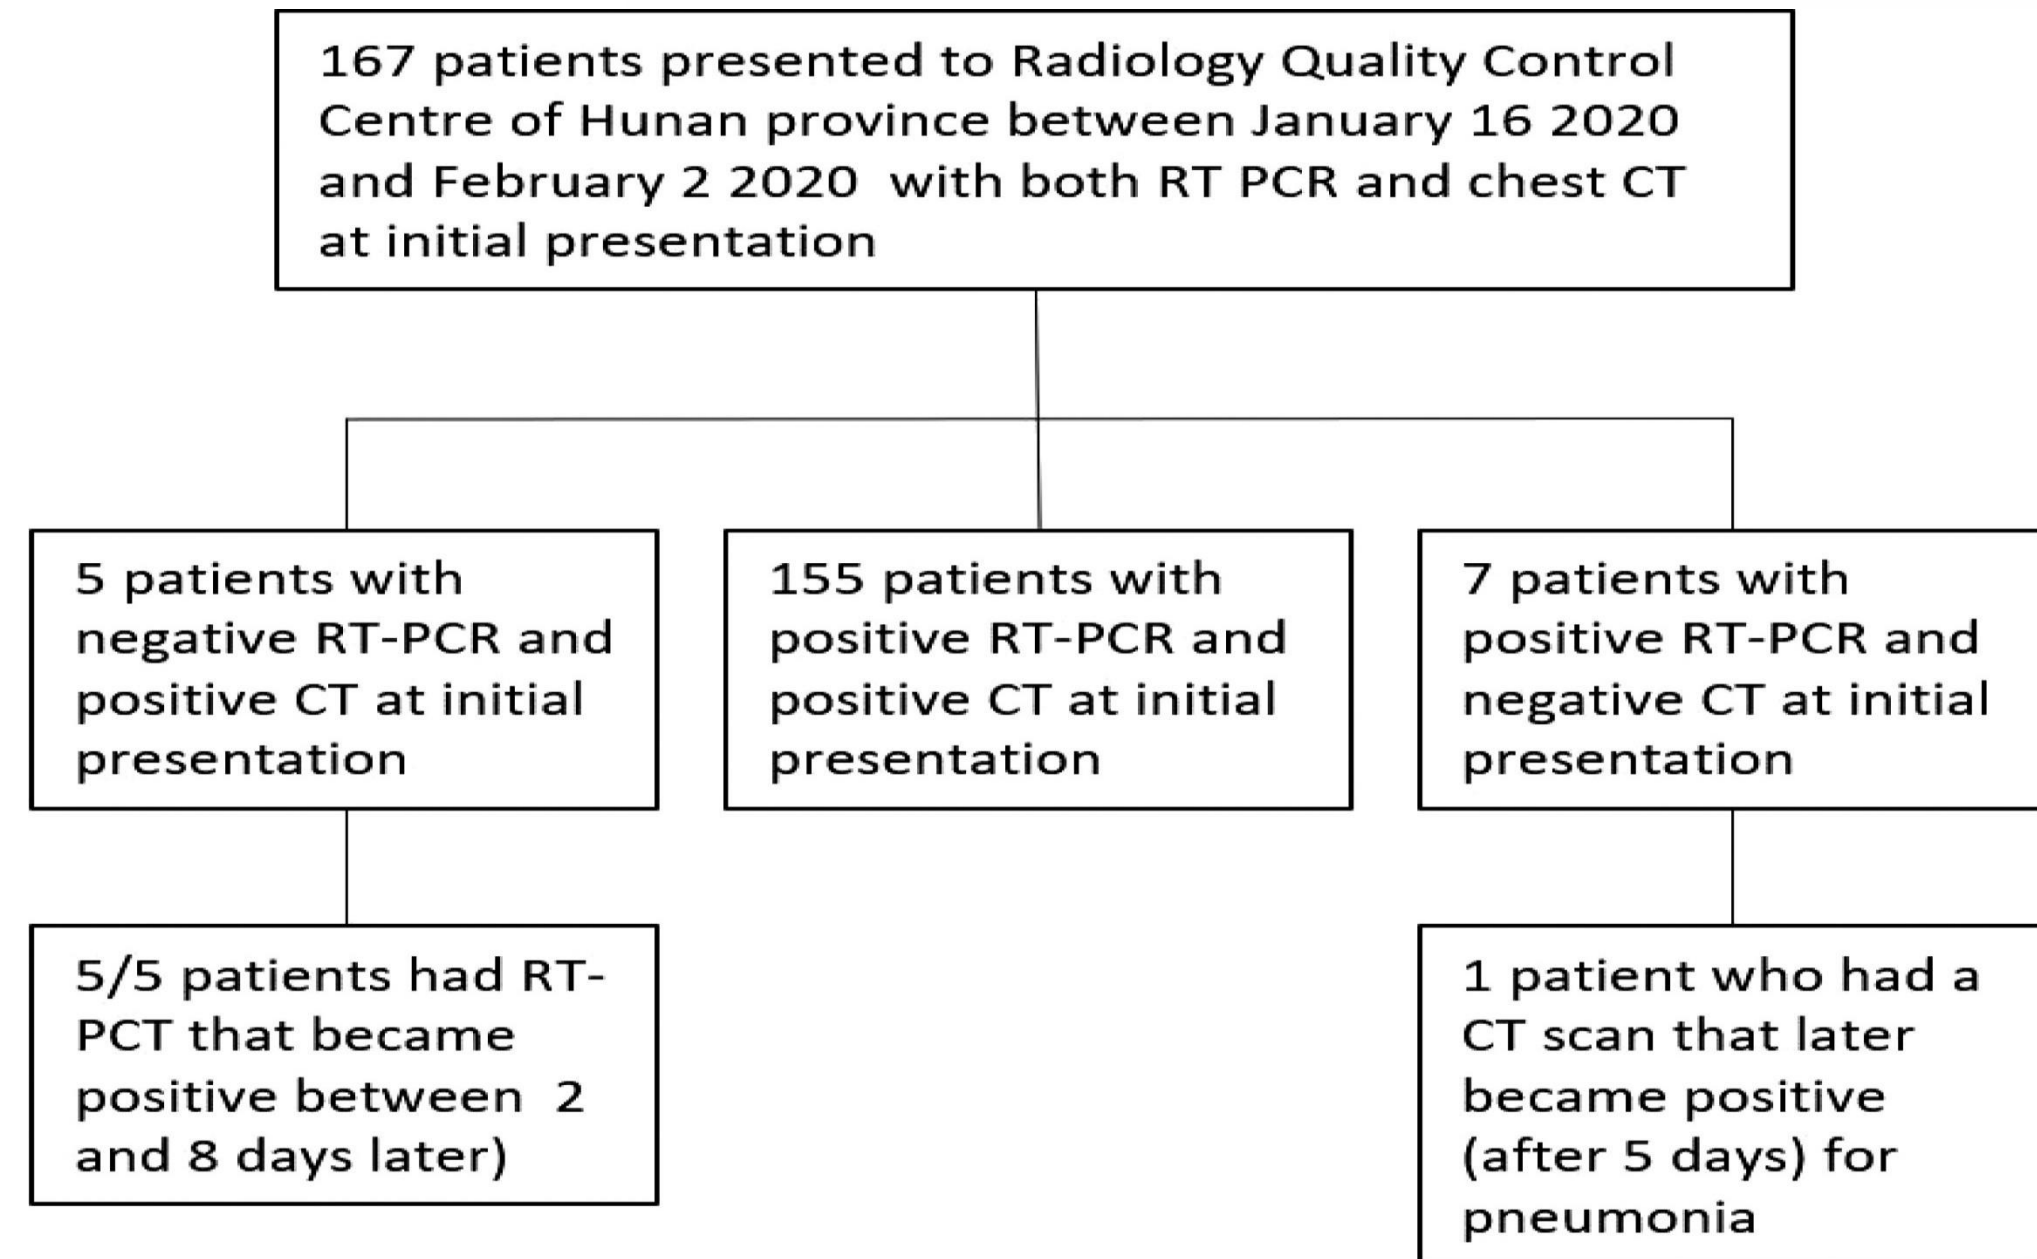 167 patients presented to Radiology Quality Control
Centre of Hunan province between January 16 2020
and February 2 2020  with both RT PCR and chest CT
at initial presentation
5 patients with
negative RT-PCR and
positive CT at initial
presentation
155 patients with
positive RT-PCR and
positive CT at initial
presentation
7 patients with
positive RT-PCR and
negative CT at initial
presentation
5/5 patients had RT-
PCT that became
positive between  2
and 8 days later)
1 patient who had a
CT scan that later
became positive
(after 5 days) for
pneumonia